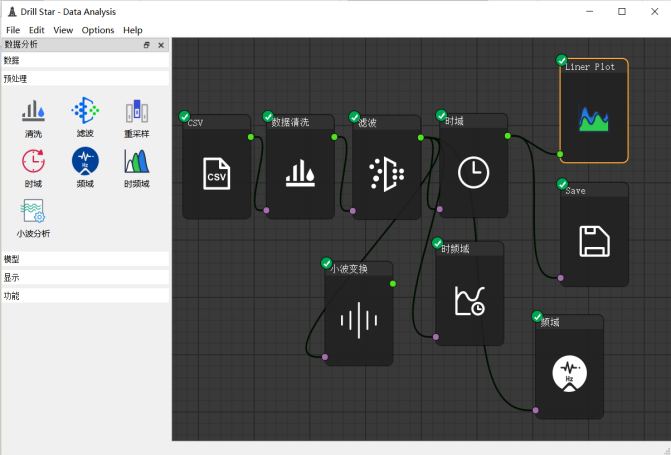 Drill Star - Data Analysis
File Edit View Options Help
数据分析
数据
预处理
清洗 滤波 重采样
时域 频域 时频域
小波分析
模型
显示
功能
CSV
CSV
数据清洗
滤波
时域
Liner Plot
Save
小波变换
时频域
频域
Hz
Hz